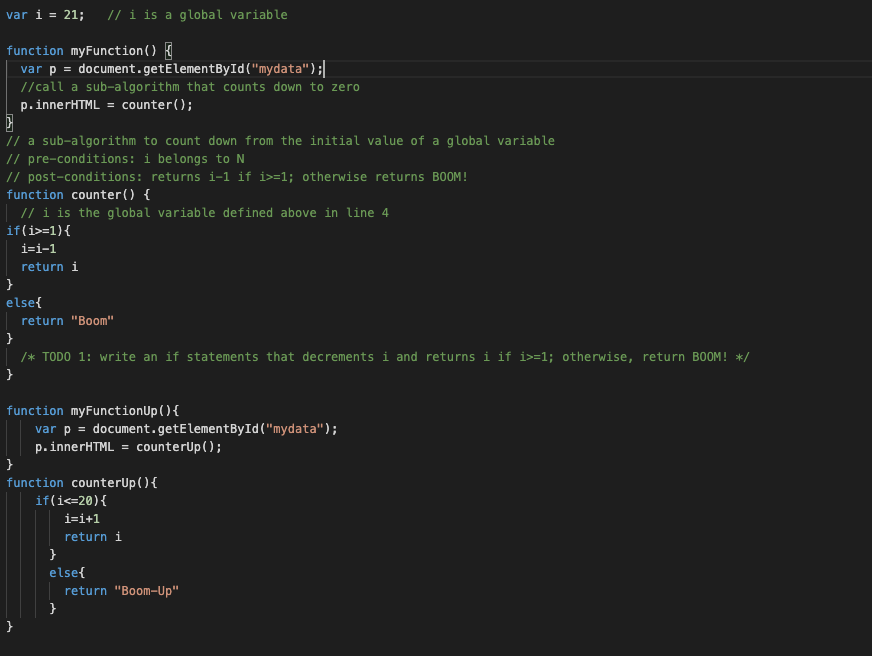 var i = 21;   // i is a global variable
function myFunction() {
var p = document.getElementById("mydata");
//call a sub-algorithm that counts down to zero
p.innerHTML = counter();
}
// a sub-algorithm to count down from the initial value of a global variable
// pre-conditions: i belongs to N
// post-conditions: returns i-1 if i>=1; otherwise returns BOOM!
function counter() {
// i is the global variable defined above in line 4
if(i>=1){
i=i-1
return i
}
else{
return "Boom"
}
/* TODO 1: write an if statements that decrements i and returns i if i>=1; otherwise, return BOOM! */
}
function myFunctionUp(){
var p = document.getElementById("mydata");
p.innerHTML = counterUp();
}
function counterUp(){
if(i<=20){
i=i+1
return i
}
else{
return "Boom-Up"
}
}